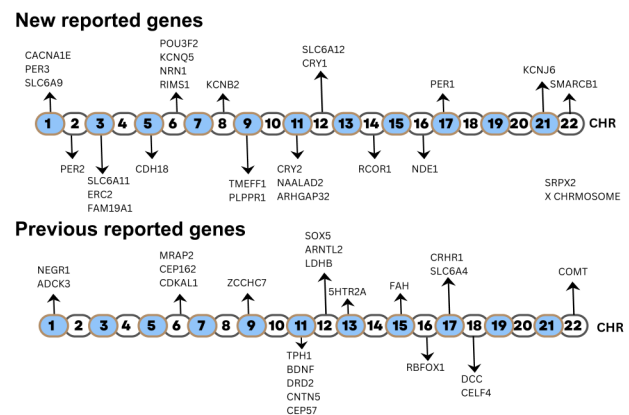 New reported genes
CACNA1E
PER3
SLC6A9
POU3F2
KCNQ5
NRN1
RIMS1
KCNB2
SLC6A12
CRY1
PER1
KCNJ6
SMARCB1
1 2 3 4 5 6 7 8 9 10 11 12 13 14 15 16 17 18 19 20 21 22 CHR
PER2
SLC6A11
ERC2
FAM19A1
CDH18
TMEFF1
PLPPR1
CRY2
NAALAD2
ARHGAP32
RCOR1
NDE1
SRPX2
X CHRMOSOME
Previous reported genes
NEGR1
ADCK3
MRAP2
CEP162
CDKAL1
ZCCHC7
SOX5
ARNTL2
LDHB
5HTR2A
FAH
CRHR1
SLC6A4
COMT
1 2 3 4 5 6 7 8 9 10 11 12 13 14 15 16 17 18 19 20 21 22 CHR
TPH1
BDNF
DRD2
CNTN5
CEP57
RBFOX1
DCC
CELF4